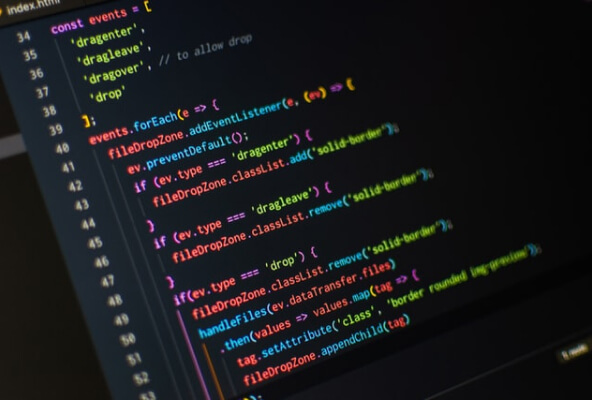 index.html
34 const events = [
35 'dragenter',
36 'dragleave',
37 'dragover', // to allow drop
38 'drop'
39 ];
40 events.forEach(e => {
41 fileDropZone.addEventListener(e, (ev) => {
42 ev.preventDefault();
43 if (ev.type === 'dragenter') {
44 fileDropZone.classList.add('solid-border');
45 }
46 if (ev.type === 'dragleave') {
47 fileDropZone.classList.remove('solid-border');
48 }
49 if(ev.type === 'drop') {
50 fileDropZone.classList.remove('solid-border');
51 handleFiles(ev.dataTransfer.files)
52 .then(values => values.map(tag => {
53 tag.setAttribute('class', 'border rounded img-preview');
fileDropZone.appendChild(tag)